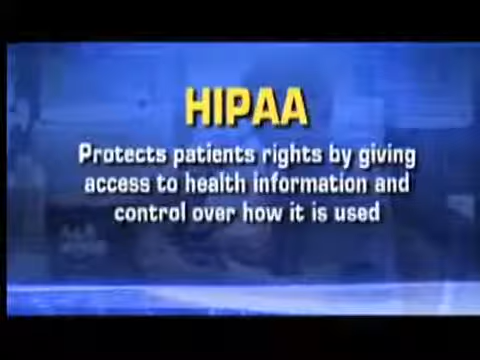 HIPAA
Protects patients rights by giving
access to health information and
control over how it is used